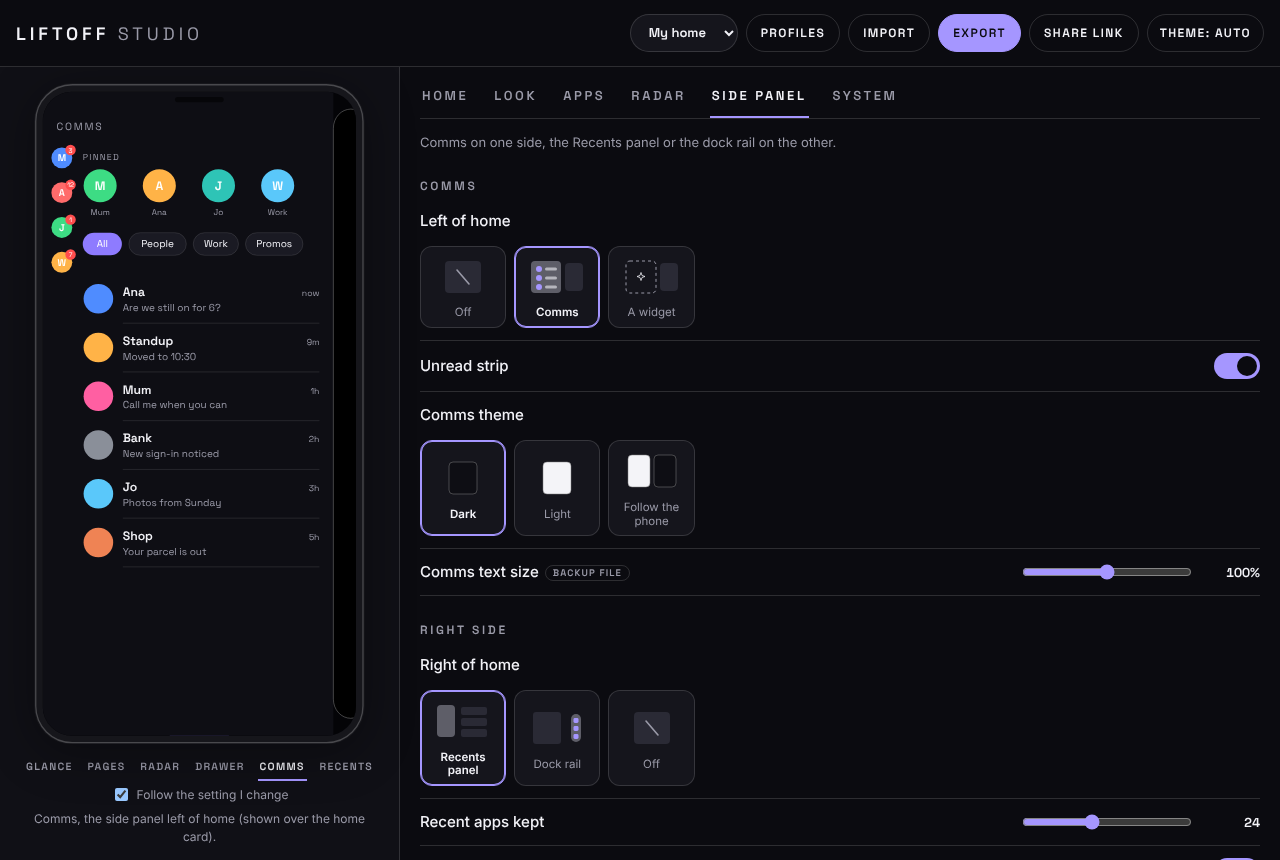 LIFTOFF STUDIO
My home
PROFILES
IMPORT
EXPORT
SHARE LINK
THEME: AUTO
COMMS
M 3
A 12
J 1
W 7
PINNED
M A J W
Mum Ana Jo Work
All People Work Promos
Ana now
Are we still on for 6?
Standup 9m
Moved to 10:30
Mum 1h
Call me when you can
Bank 2h
New sign-in noticed
Jo 3h
Photos from Sunday
Shop 5h
Your parcel is out
GLANCE PAGES RADAR DRAWER COMMS RECENTS
Follow the setting I change
Comms, the side panel left of home (shown over the home
card).
HOME LOOK APPS RADAR SIDE PANEL SYSTEM
Comms on one side, the Recents panel or the dock rail on the other.
COMMS
Left of home
Off Comms A widget
Unread strip
Comms theme
Dark Light Follow the
phone
Comms text size BACKUP FILE 100%
RIGHT SIDE
Right of home
Recents
panel
Dock rail Off
Recent apps kept 24